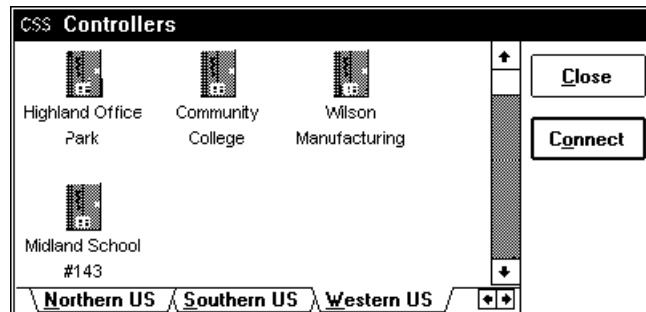 CSS Controllers
Close
Connect
Highland Office Park
Community College
Wilson Manufacturing
Midland School #143
Northern US
Southern US
Western US